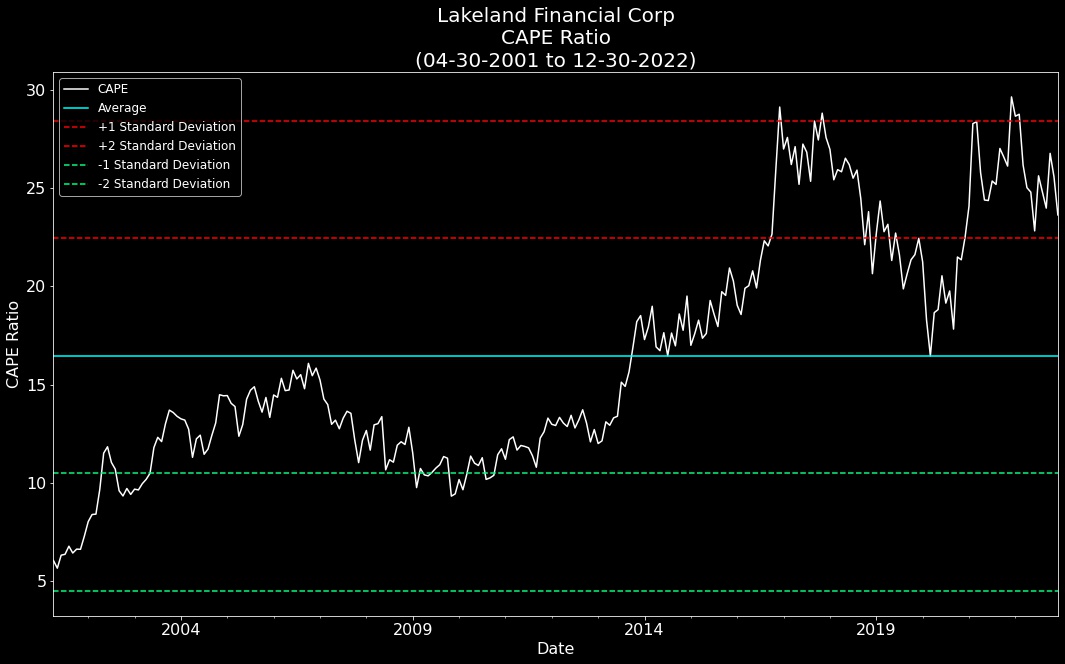 Lakeland Financial Corp
CAPE Ratio
(04-30-2001 to 12-30-2022)
CAPE
Average
+1 Standard Deviation
+2 Standard Deviation
-1 Standard Deviation
-2 Standard Deviation
30
25
20
15
10
5
CAPE Ratio
2004
2009
2014
2019
Date